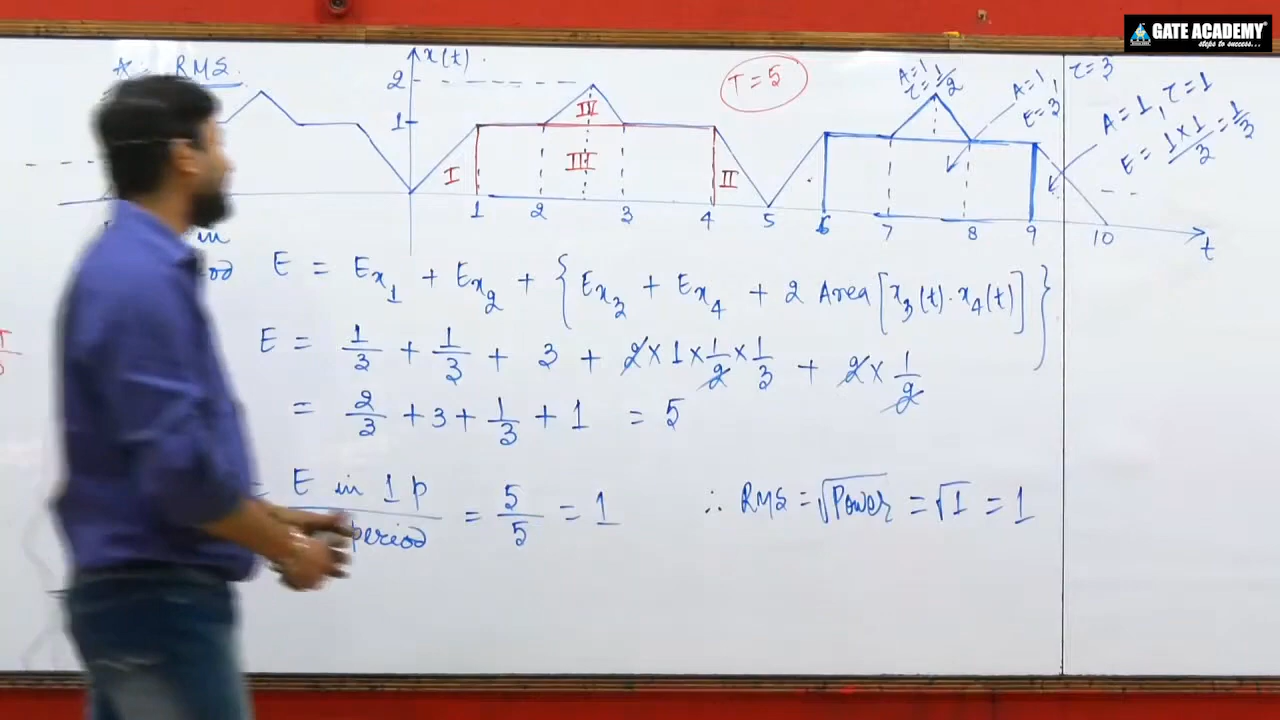 GATE ACADEMY
steps to success...
RMS.
x(t).
2
1
T = 5
I
II
III
IV
1 2 3 4 5 6 7 8 9 10
t
A=1,
τ=1/2
A=1, τ=3
E=3
A=1, τ=1
E = 1×1/3 = 1/3
in
E = Ex1 + Ex2 + { Ex3 + Ex4 + 2 Area [x3(t).x4(t)] }
E = 1/3 + 1/3 + 3 + 2×1×1/2×1/3 + 2×1/2
= 2/3 + 3 + 1/3 + 1 = 5
= E in 1 p / period = 5/5 = 1
∴ RMS = √Power = √1 = 1